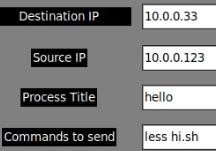 Destination IP 10.0.0.33
Source IP 10.0.0.123
Process Title hello
Commands to send less hi.sh